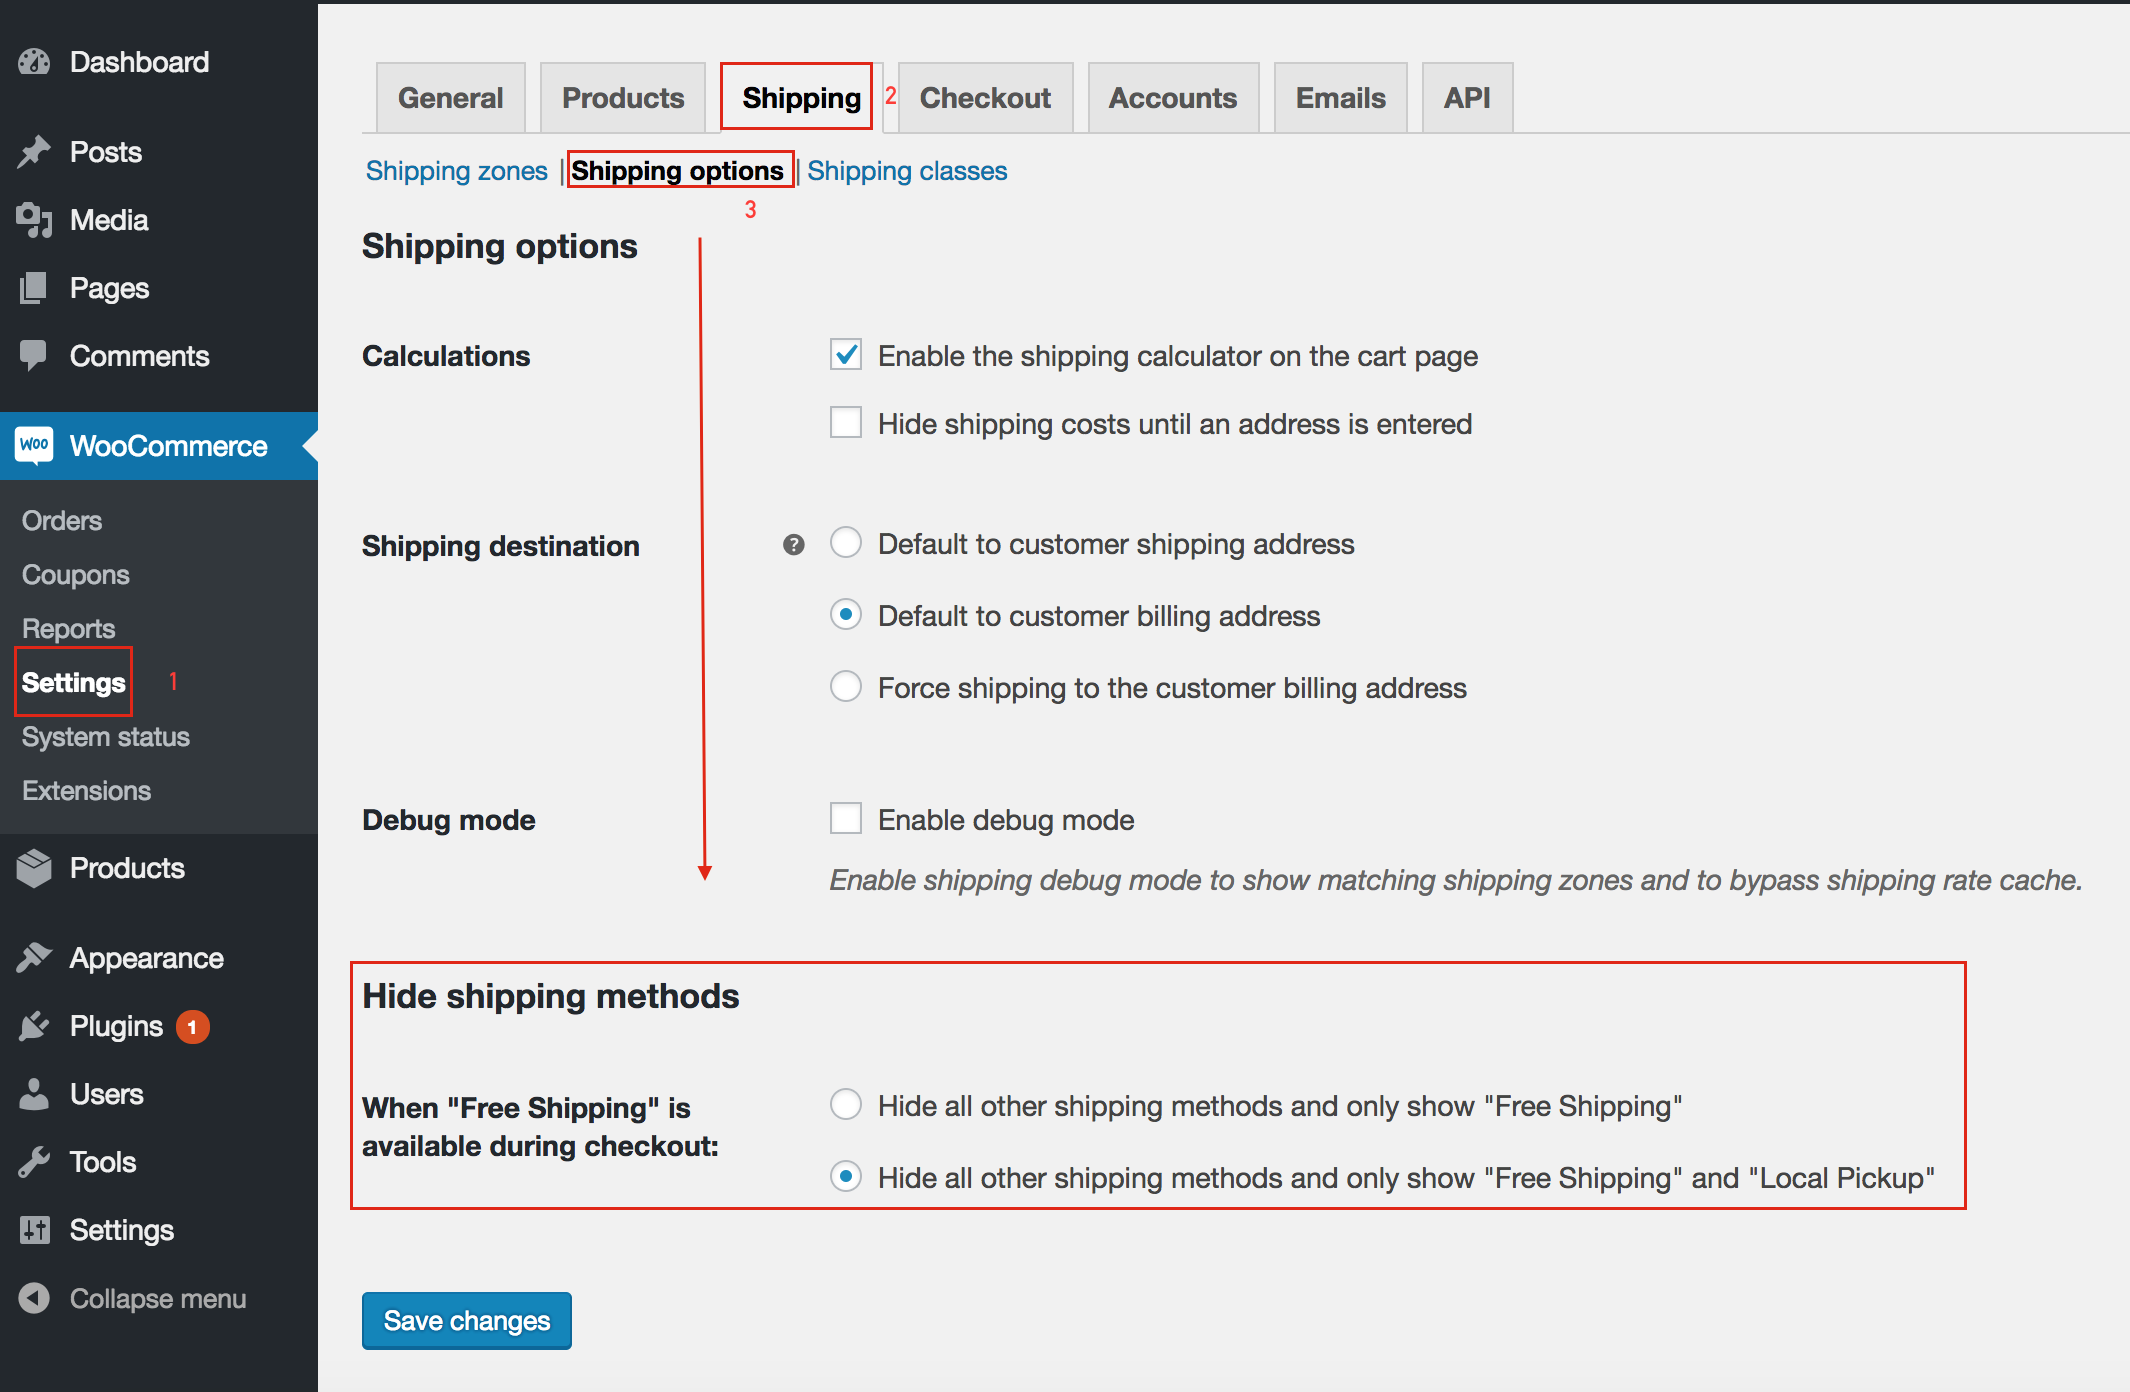 Dashboard
Posts
Media
Pages
Comments
Woo WooCommerce
Orders
Coupons
Reports
Settings 1
System status
Extensions
Products
Appearance
Plugins 1
Users
Tools
Settings
Collapse menu
General Products Shipping 2 Checkout Accounts Emails API
Shipping zones | Shipping options | Shipping classes
3
Shipping options
Calculations
Enable the shipping calculator on the cart page
Hide shipping costs until an address is entered
Shipping destination ?
Default to customer shipping address
Default to customer billing address
Force shipping to the customer billing address
Debug mode
Enable debug mode
Enable shipping debug mode to show matching shipping zones and to bypass shipping rate cache.
Hide shipping methods
When "Free Shipping" is
available during checkout:
Hide all other shipping methods and only show "Free Shipping"
Hide all other shipping methods and only show "Free Shipping" and "Local Pickup"
Save changes